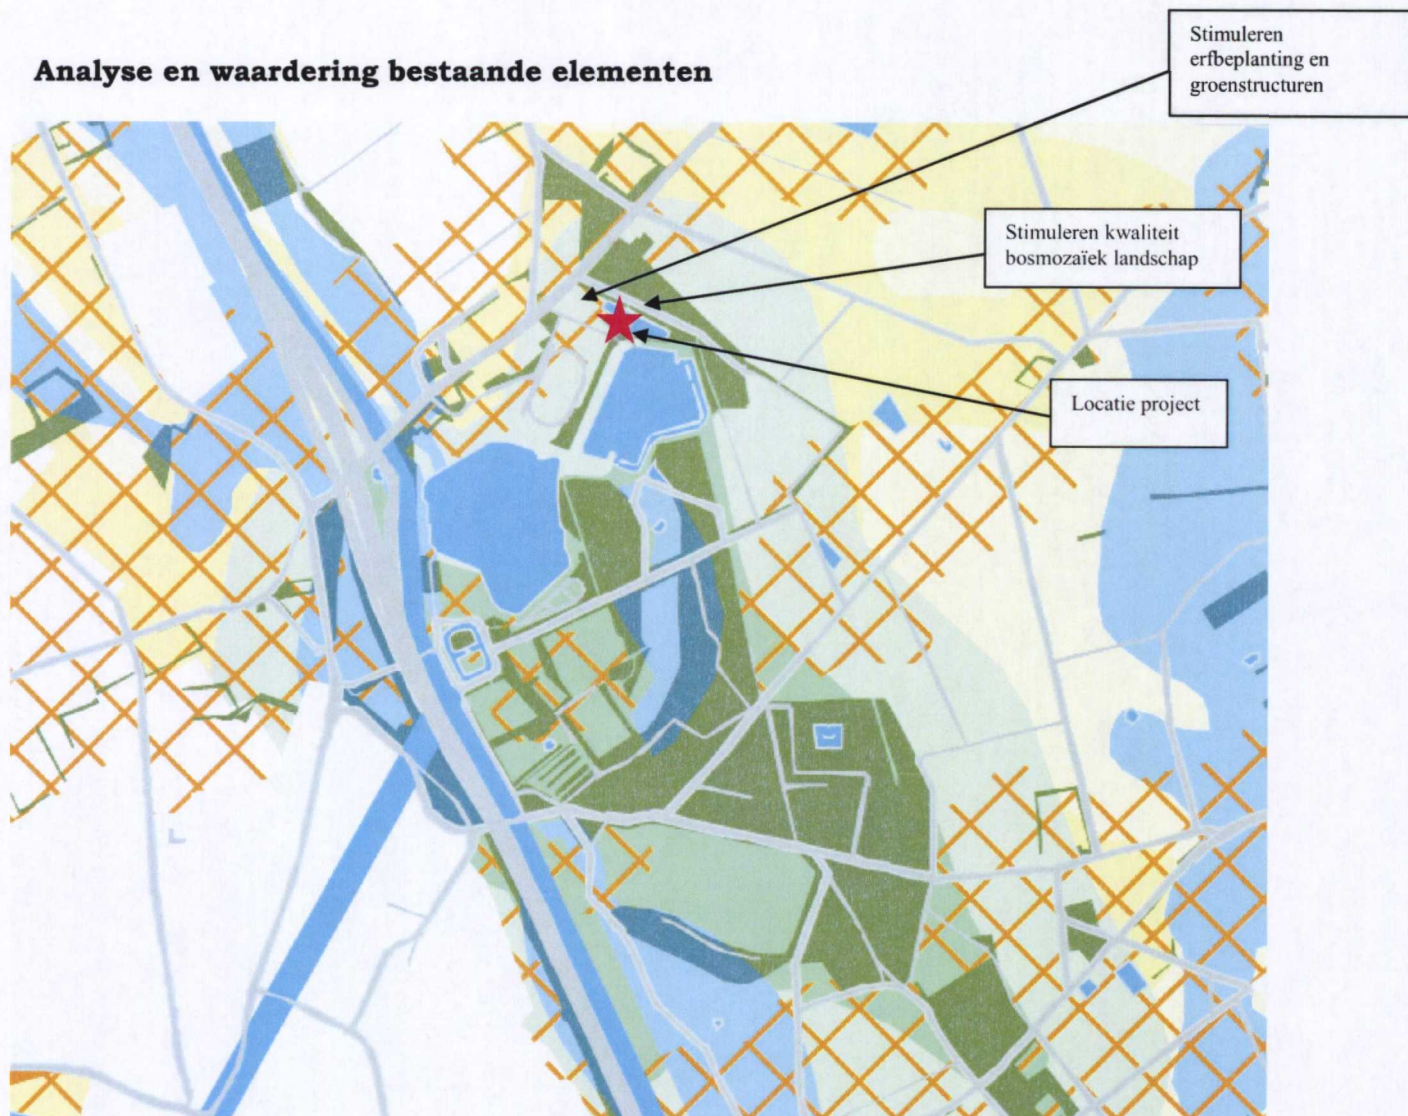 Analyse en waardering bestaande elementen
Stimuleren
erfbeplanting en
groenstructuren
Stimuleren kwaliteit
bosmozaïek landschap
Locatie project